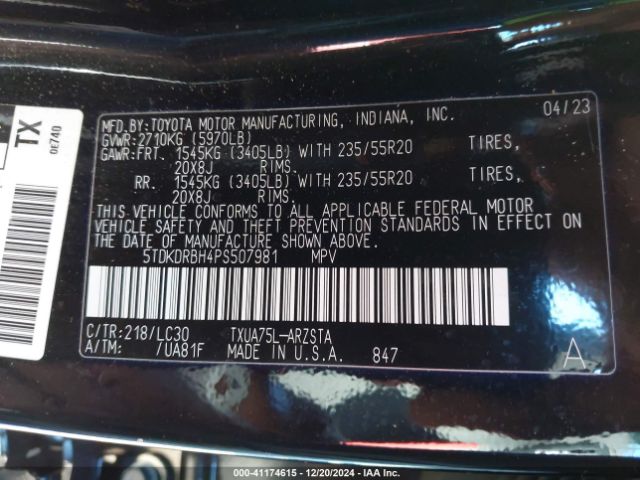 TX
0E740
MFD.BY:TOYOTA MOTOR MANUFACTURING, INDIANA, INC. 04/23
GVWR:2710KG (5970LB)
GAWR:FRT. 1545KG (3405LB) WITH 235/55R20 TIRES,
20X8J RIMS.
RR. 1545KG (3405LB) WITH 235/55R20 TIRES,
20X8J RIMS.
THIS VEHICLE CONFORMS TO ALL APPLICABLE FEDERAL MOTOR
VEHICLE SAFETY AND THEFT PREVENTION STANDARDS IN EFFECT ON
THE DATE OF MANUFACTURE SHOWN ABOVE.
5TDKDRBH4PS507981 MPV
C/TR:218/LC30 TXUA75L-ARZSTA
A/TM: /UA81F MADE IN U.S.A. 847 A
000-41174615 - 12/20/2024 - IAA Inc.